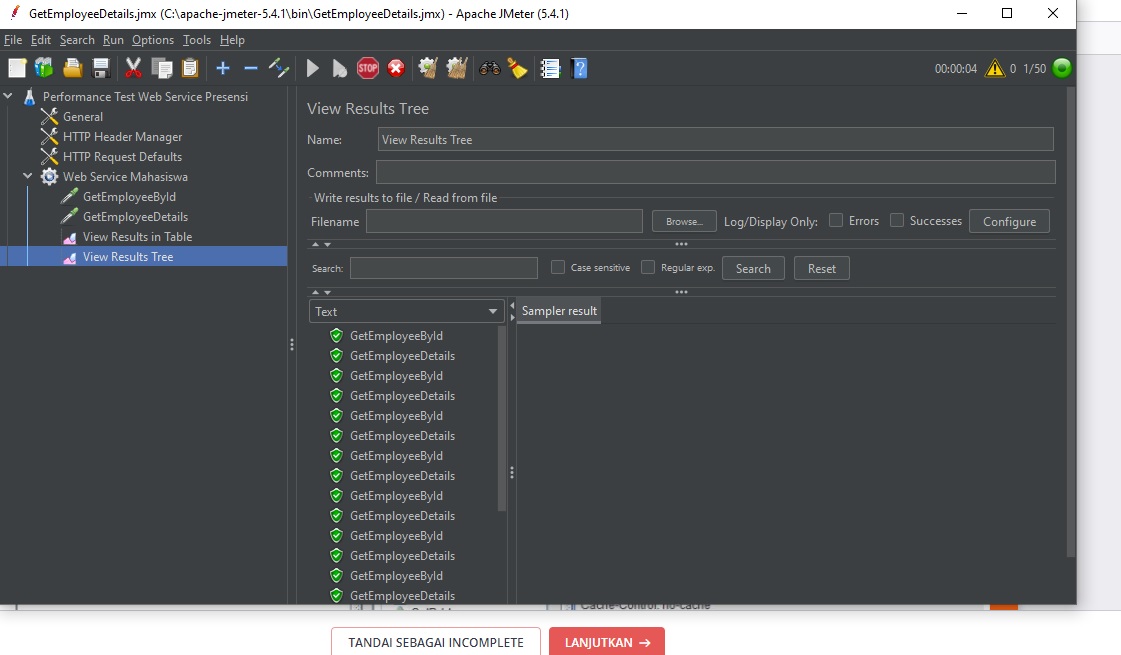 GetEmployeeDetails.jmx (C:\apache-jmeter-5.4.1\bin\GetEmployeeDetails.jmx) - Apache JMeter (5.4.1)
File Edit Search Run Options Tools Help
STOP
00:00:04 0 1/50
Performance Test Web Service Presensi
General
HTTP Header Manager
HTTP Request Defaults
Web Service Mahasiswa
GetEmployeeById
GetEmployeeDetails
View Results in Table
View Results Tree
View Results Tree
Name: View Results Tree
Comments:
Write results to file / Read from file
Filename Browse... Log/Display Only: Errors Successes Configure
Search: Case sensitive Regular exp. Search Reset
Text
Sampler result
GetEmployeeById
GetEmployeeDetails
GetEmployeeById
GetEmployeeDetails
GetEmployeeById
GetEmployeeDetails
GetEmployeeById
GetEmployeeDetails
GetEmployeeById
GetEmployeeDetails
GetEmployeeById
GetEmployeeDetails
GetEmployeeById
GetEmployeeDetails
Cache-Control: no-cache
TANDAI SEBAGAI INCOMPLETE
LANJUTKAN →